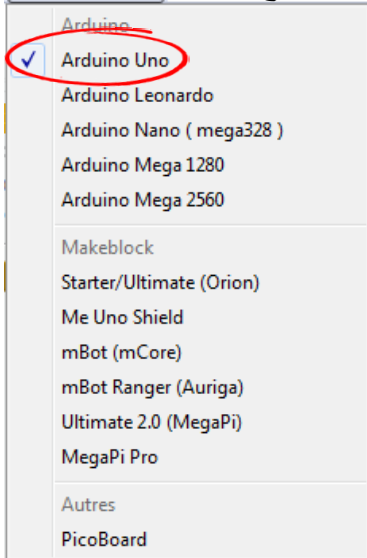 Arduino
Arduino Uno
Arduino Leonardo
Arduino Nano ( mega328 )
Arduino Mega 1280
Arduino Mega 2560
Makeblock
Starter/Ultimate (Orion)
Me Uno Shield
mBot (mCore)
mBot Ranger (Auriga)
Ultimate 2.0 (MegaPi)
MegaPi Pro
Autres
PicoBoard